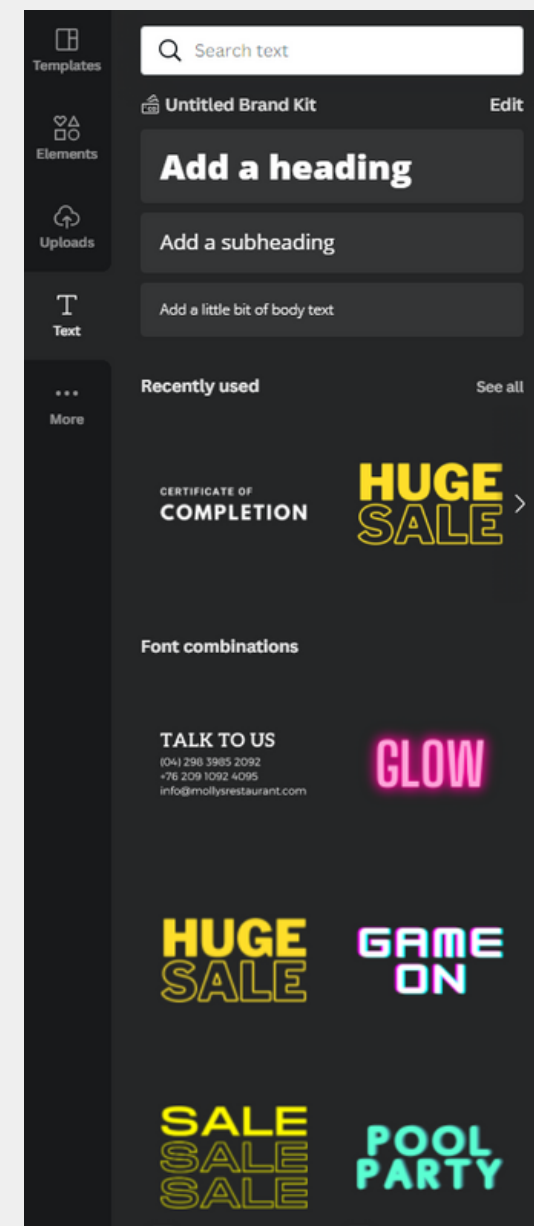 Templates
Elements
Uploads
Text
More
Search text
Untitled Brand Kit Edit
Add a heading
Add a subheading
Add a little bit of body text
Recently used See all
CERTIFICATE OF
COMPLETION
HUGE
SALE
Font combinations
TALK TO US
(04) 298 3985 2092
+76 209 1092 4095
info@mollysrestaurant.com
GLOW
HUGE
SALE
GAME
ON
SALE
SALE
SALE
POOL
PARTY